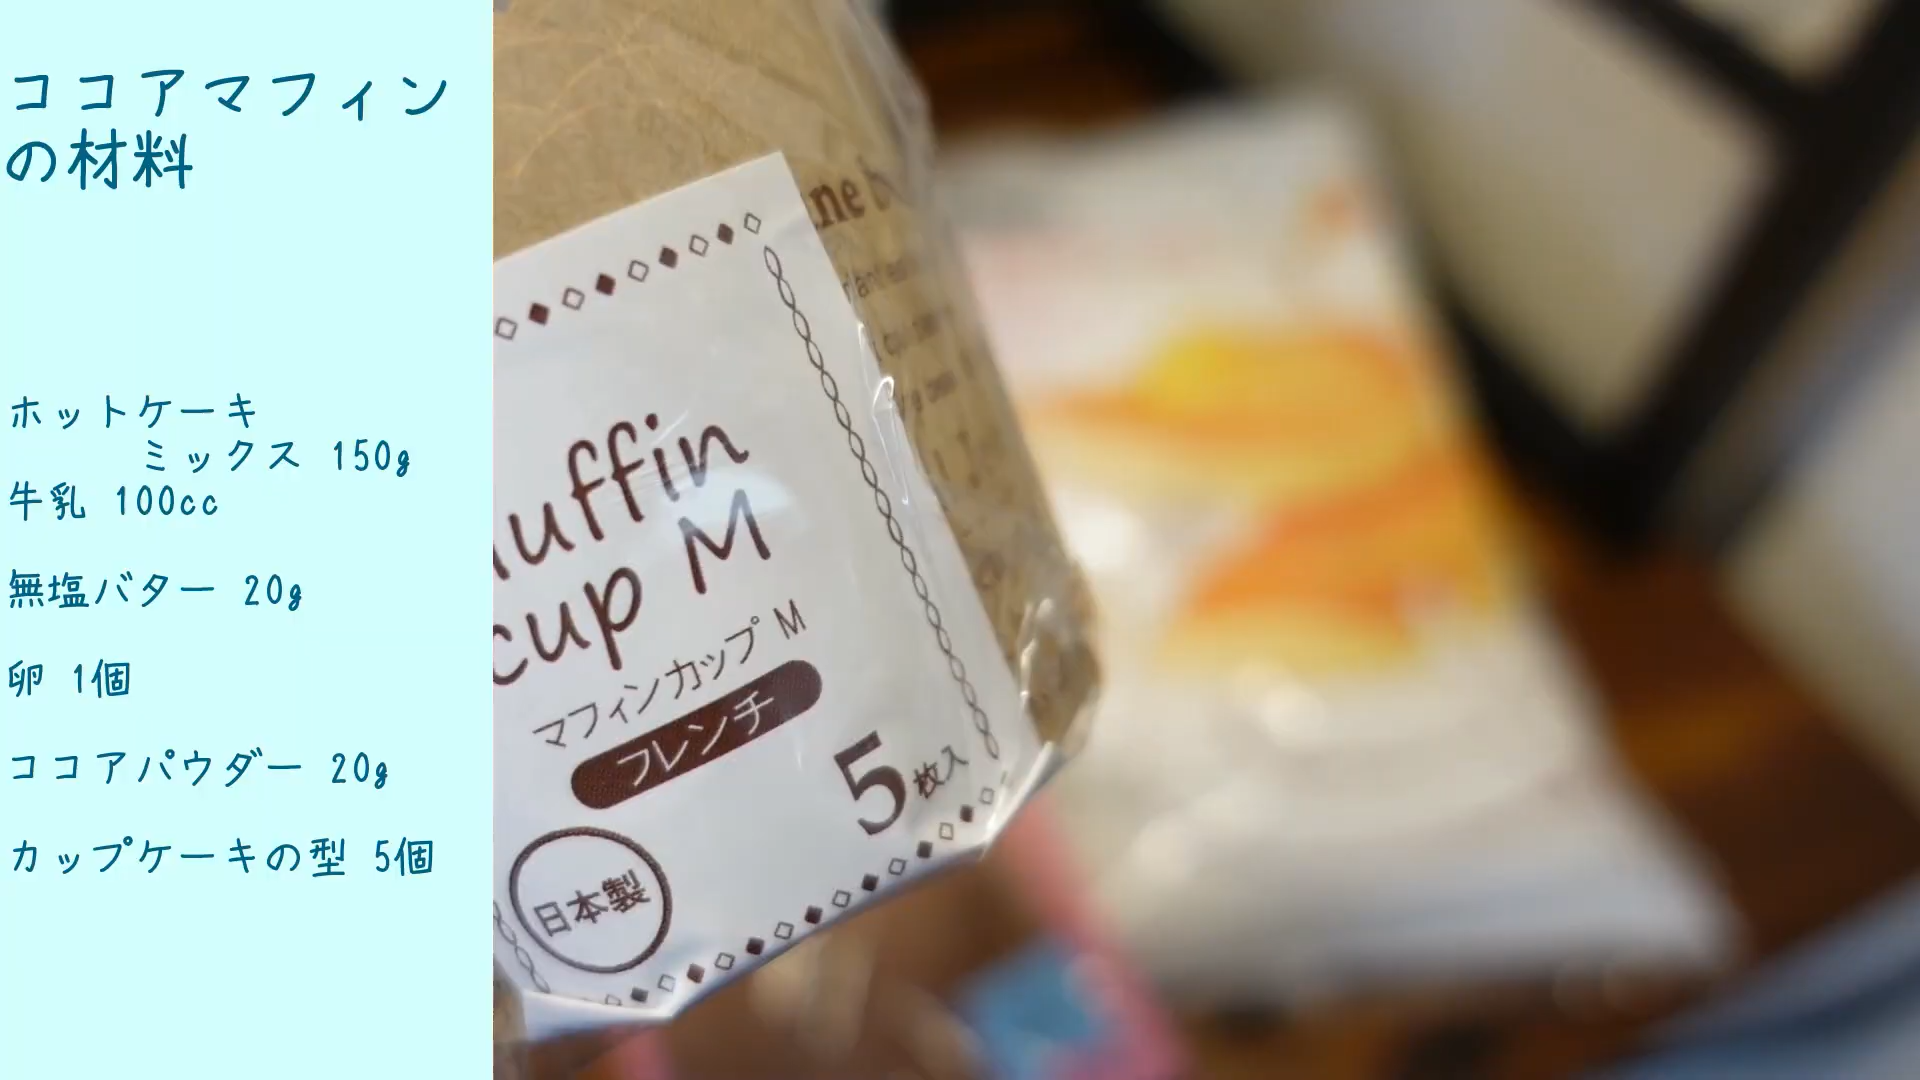 ココアマフィン
の材料
ホットケーキ
ミックス 150g
牛乳 100cc
無塩バター 20g
卵 1個
ココアパウダー 20g
カップケーキの型 5個
uffin
cup M
マフィンカップ M
フレンチ
5枚入
日本製